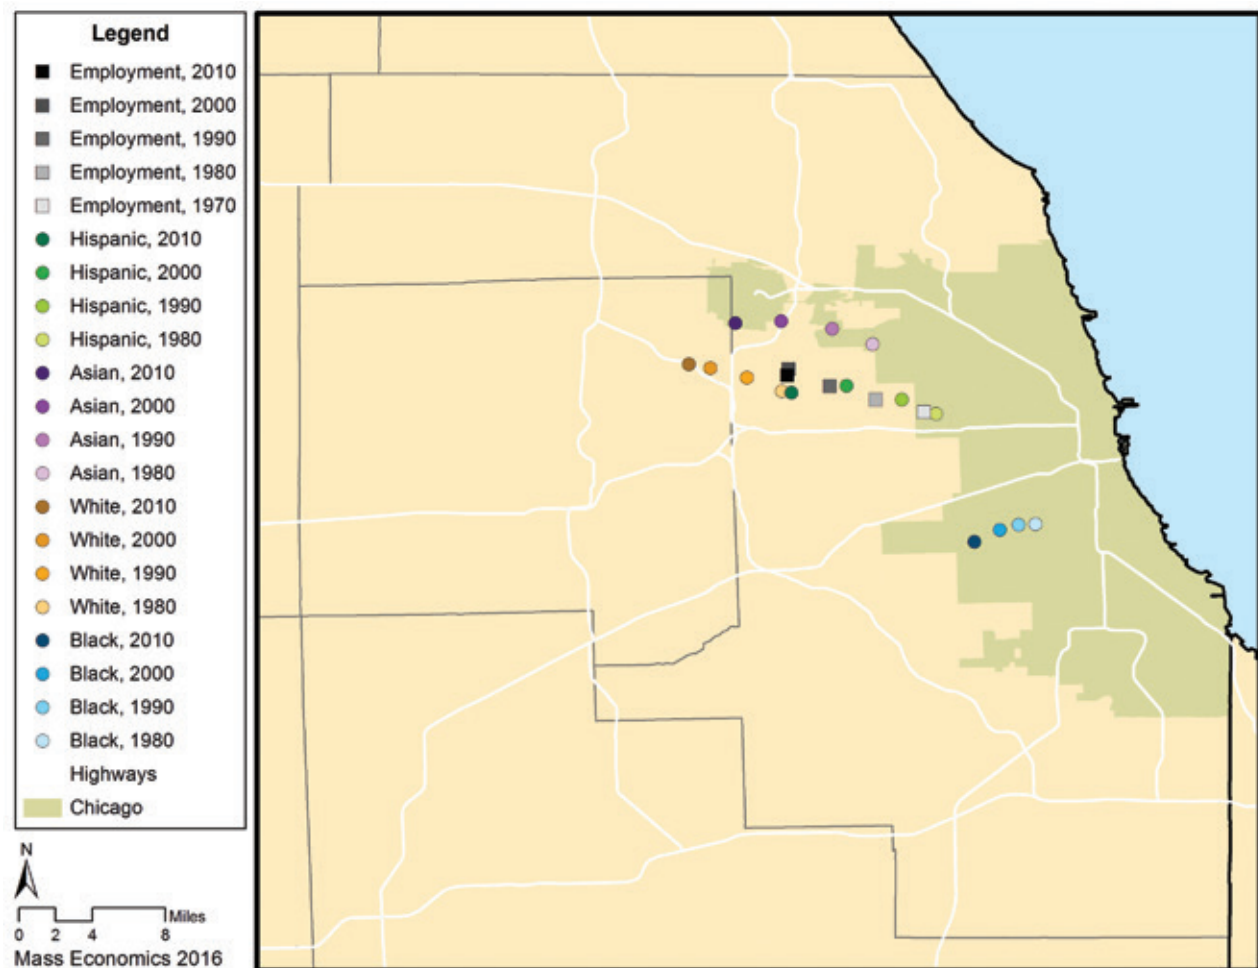 Legend
Employment, 2010
Employment, 2000
Employment, 1990
Employment, 1980
Employment, 1970
Hispanic, 2010
Hispanic, 2000
Hispanic, 1990
Hispanic, 1980
Asian, 2010
Asian, 2000
Asian, 1990
Asian, 1980
White, 2010
White, 2000
White, 1990
White, 1980
Black, 2010
Black, 2000
Black, 1990
Black, 1980
Highways
Chicago
N
Miles
0 2 4 8
Mass Economics 2016